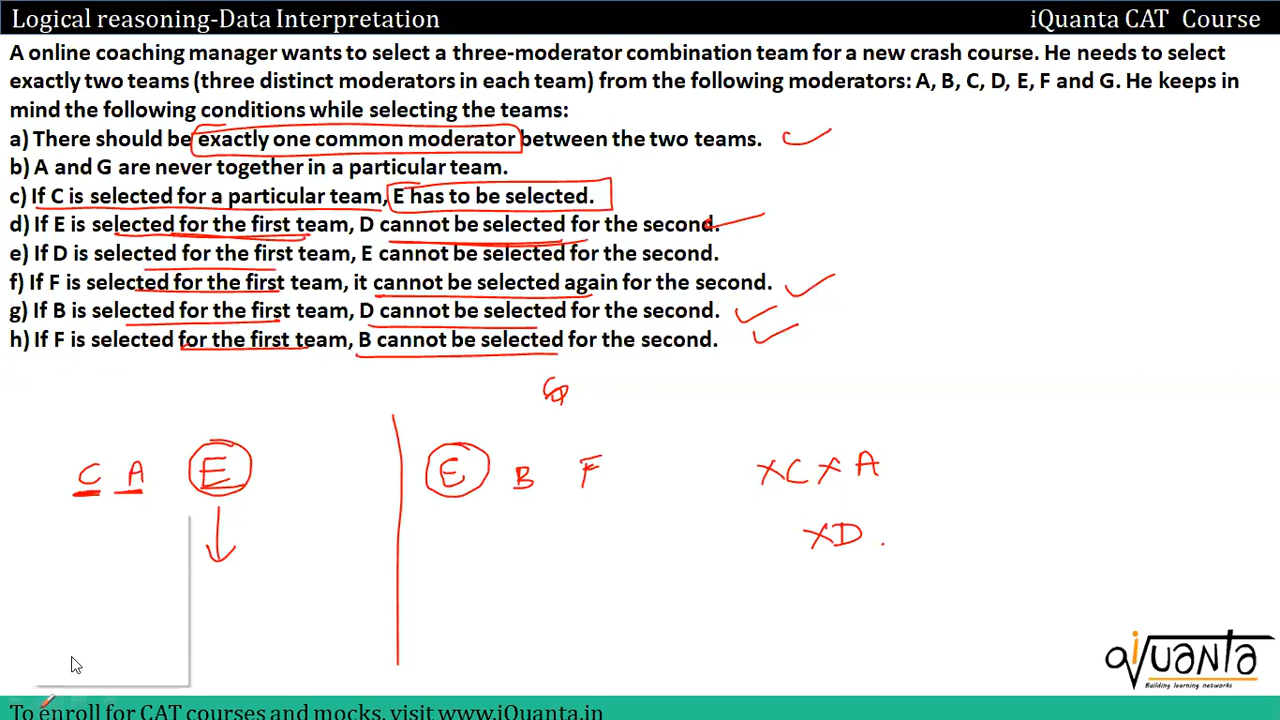 Logical reasoning-Data Interpretation iQuanta CAT Course
A online coaching manager wants to select a three-moderator combination team for a new crash course. He needs to select
exactly two teams (three distinct moderators in each team) from the following moderators: A, B, C, D, E, F and G. He keeps in
mind the following conditions while selecting the teams:
a) There should be exactly one common moderator between the two teams.
b) A and G are never together in a particular team.
c) If C is selected for a particular team, E has to be selected.
d) If E is selected for the first team, D cannot be selected for the second.
e) If D is selected for the first team, E cannot be selected for the second.
f) If F is selected for the first team, it cannot be selected again for the second.
g) If B is selected for the first team, D cannot be selected for the second.
h) If F is selected for the first team, B cannot be selected for the second.
C A E E B F XC X A
XD.
iQuanta
Building learning networks
To enroll for CAT courses and mocks, visit www.iQuanta.in